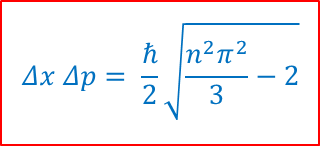 Δx Δp = ħ/2 √(n²π²/3 − 2)